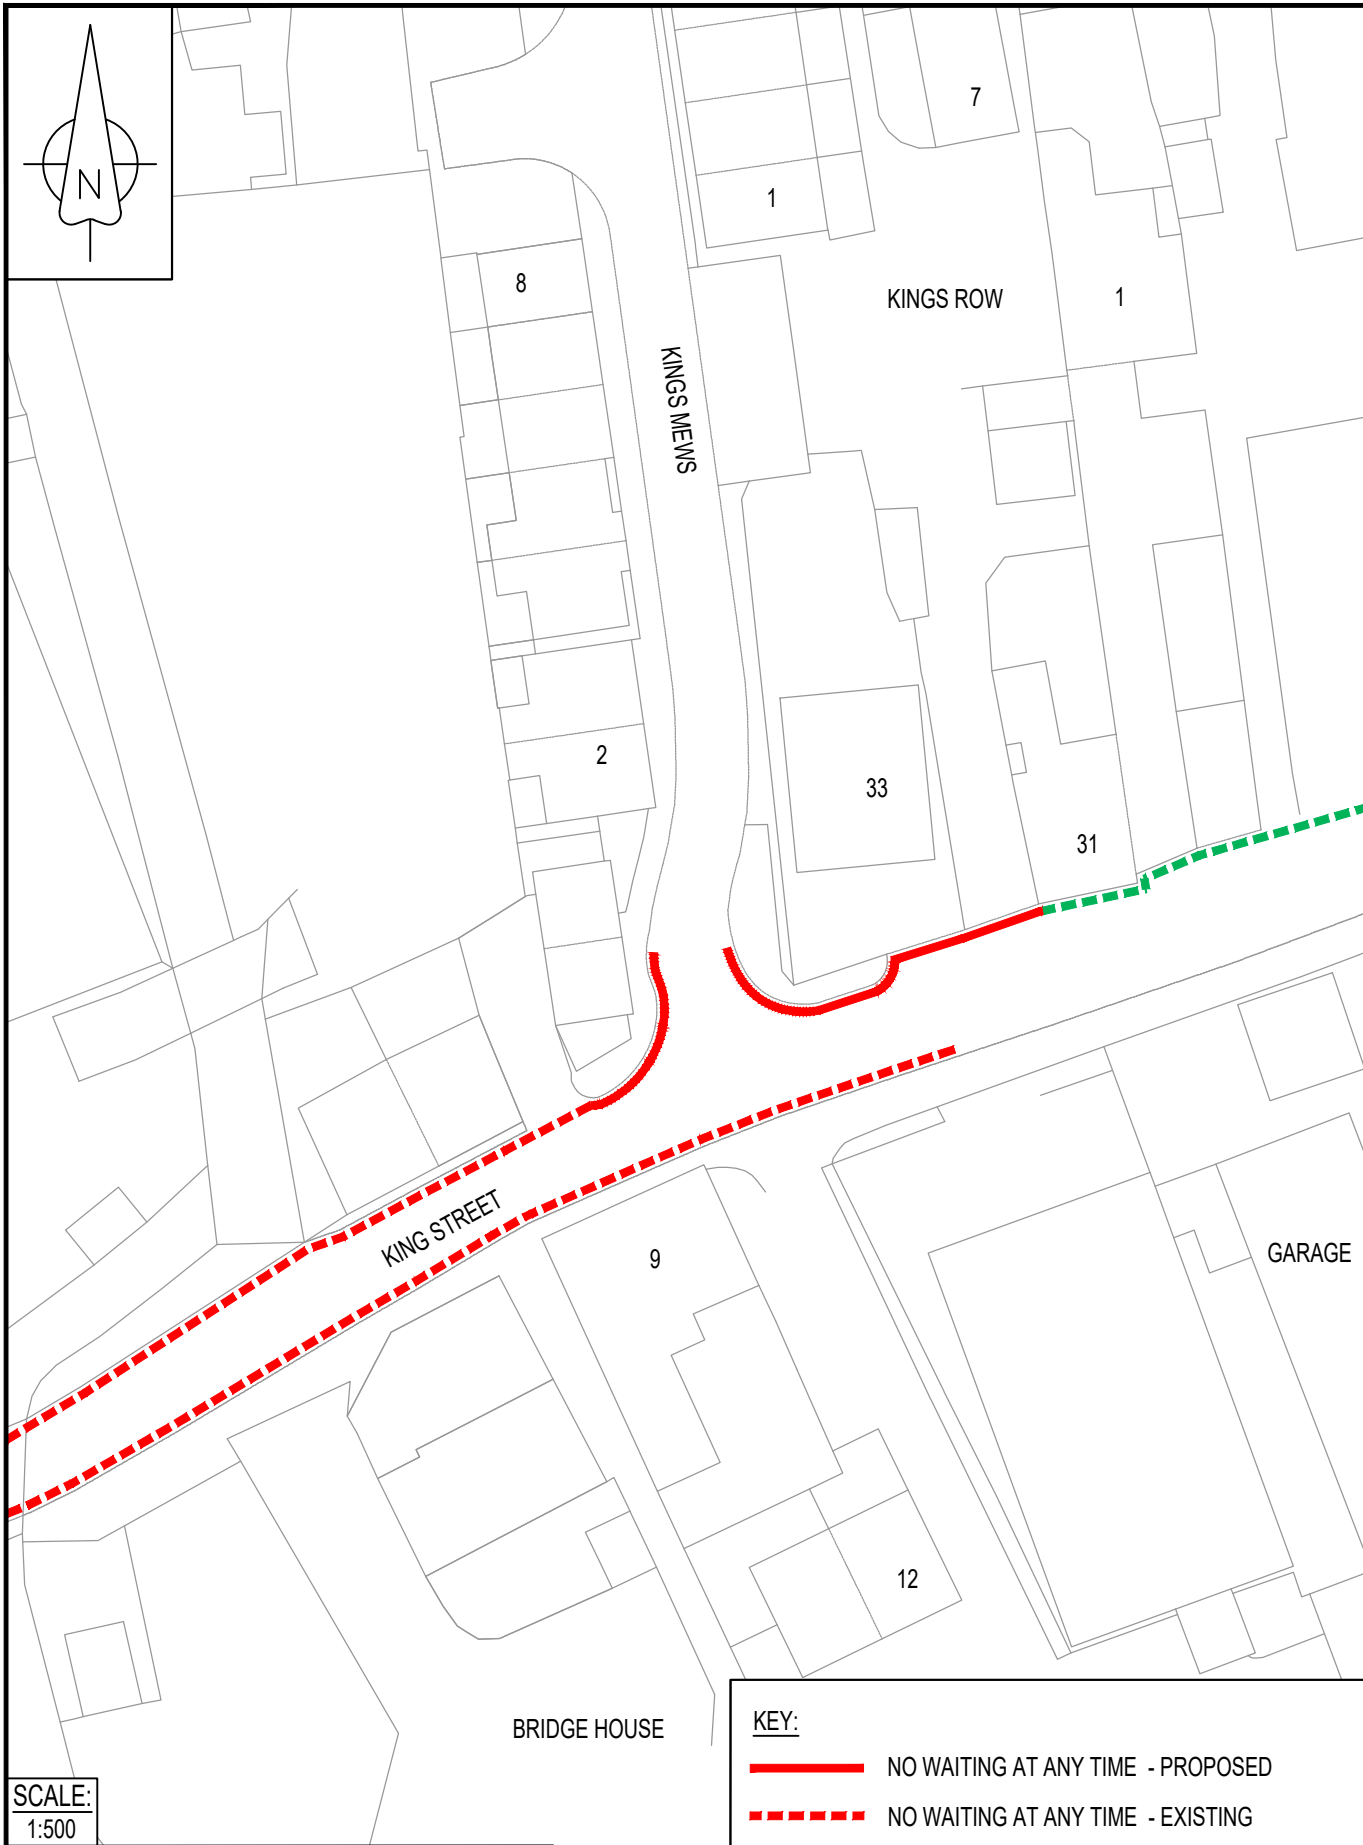 N
7
1
8
KINGS ROW
1
KINGS MEWS
2
33
31
KING STREET
9
GARAGE
12
BRIDGE HOUSE
KEY:
NO WAITING AT ANY TIME - PROPOSED
NO WAITING AT ANY TIME - EXISTING
SCALE:
1:500